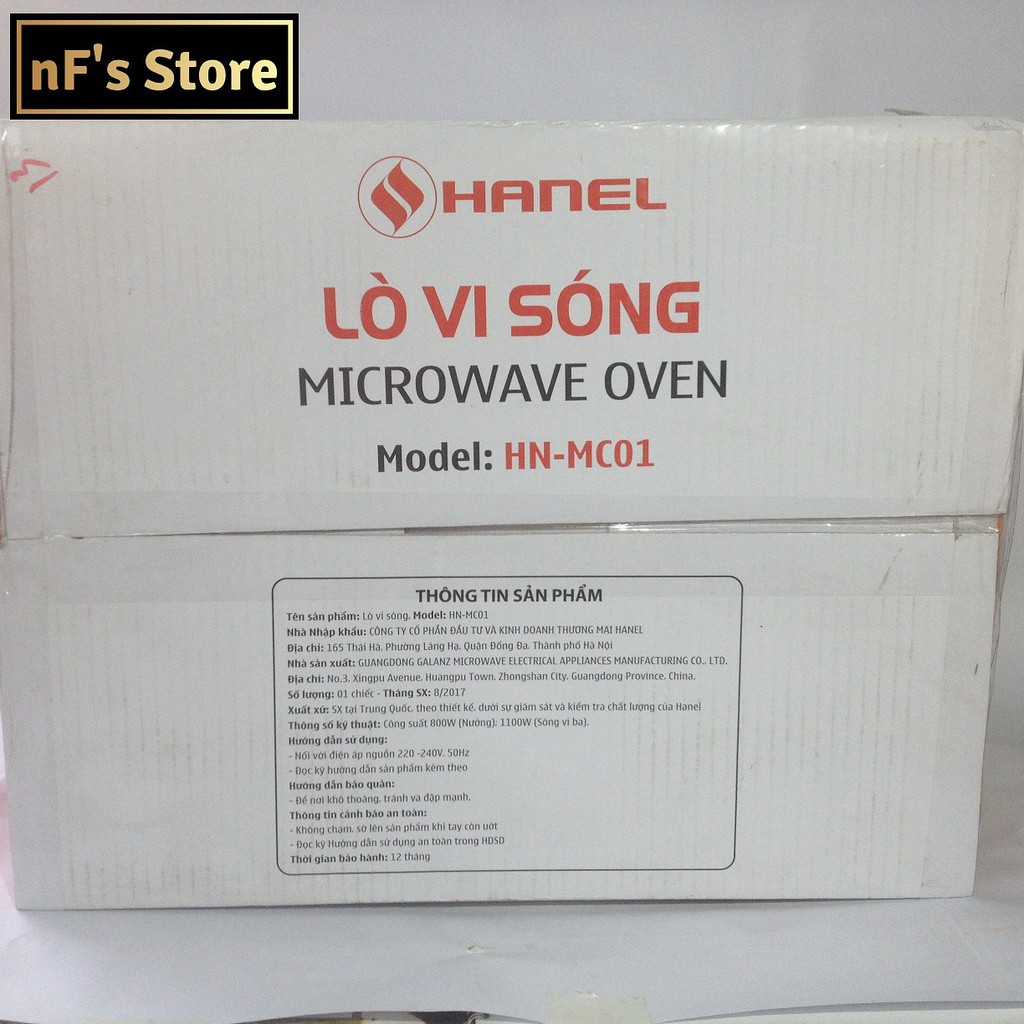 nF's Store
HANEL
LÒ VI SÓNG
MICROWAVE OVEN
Model: HN-MC01
THÔNG TIN SẢN PHẨM
Tên sản phẩm: Lò vi sóng. Model: HN-MC01
Nhà Nhập khẩu: CÔNG TY CỔ PHẦN ĐẦU TƯ VÀ KINH DOANH THƯƠNG MẠI HANEL
Địa chỉ: 165 Thái Hà. Phường Láng Hạ. Quận Đống Đa. Thành phố Hà Nội
Nhà sản xuất: GUANGDONG GALANZ MICROWAVE ELECTRICAL APPLIANCES MANUFACTURING CO.. LTD.
Địa chỉ: No.3. Xingpu Avenue. Huangpu Town. Zhongshan City. Guangdong Province. China.
Số lượng: 01 chiếc - Tháng SX: 8/2017
Xuất xứ: SX tại Trung Quốc. theo thiết kế. dưới sự giám sát và kiểm tra chất lượng của Hanel
Thông số kỹ thuật: Công suất 800W (Nướng): 1100W (Sóng vi ba).
Hướng dẫn sử dụng:
- Nối với điện áp nguồn 220 -240V. 50Hz
- Đọc kỹ hướng dẫn sản phẩm kèm theo
Hướng dẫn bảo quản:
- Để nơi khô thoáng. tránh va đập mạnh.
Thông tin cảnh báo an toàn:
- Không chạm. sờ lên sản phẩm khi tay còn ướt
- Đọc kỹ Hướng dẫn sử dụng an toàn trong HDSD
Thời gian bảo hành: 12 tháng